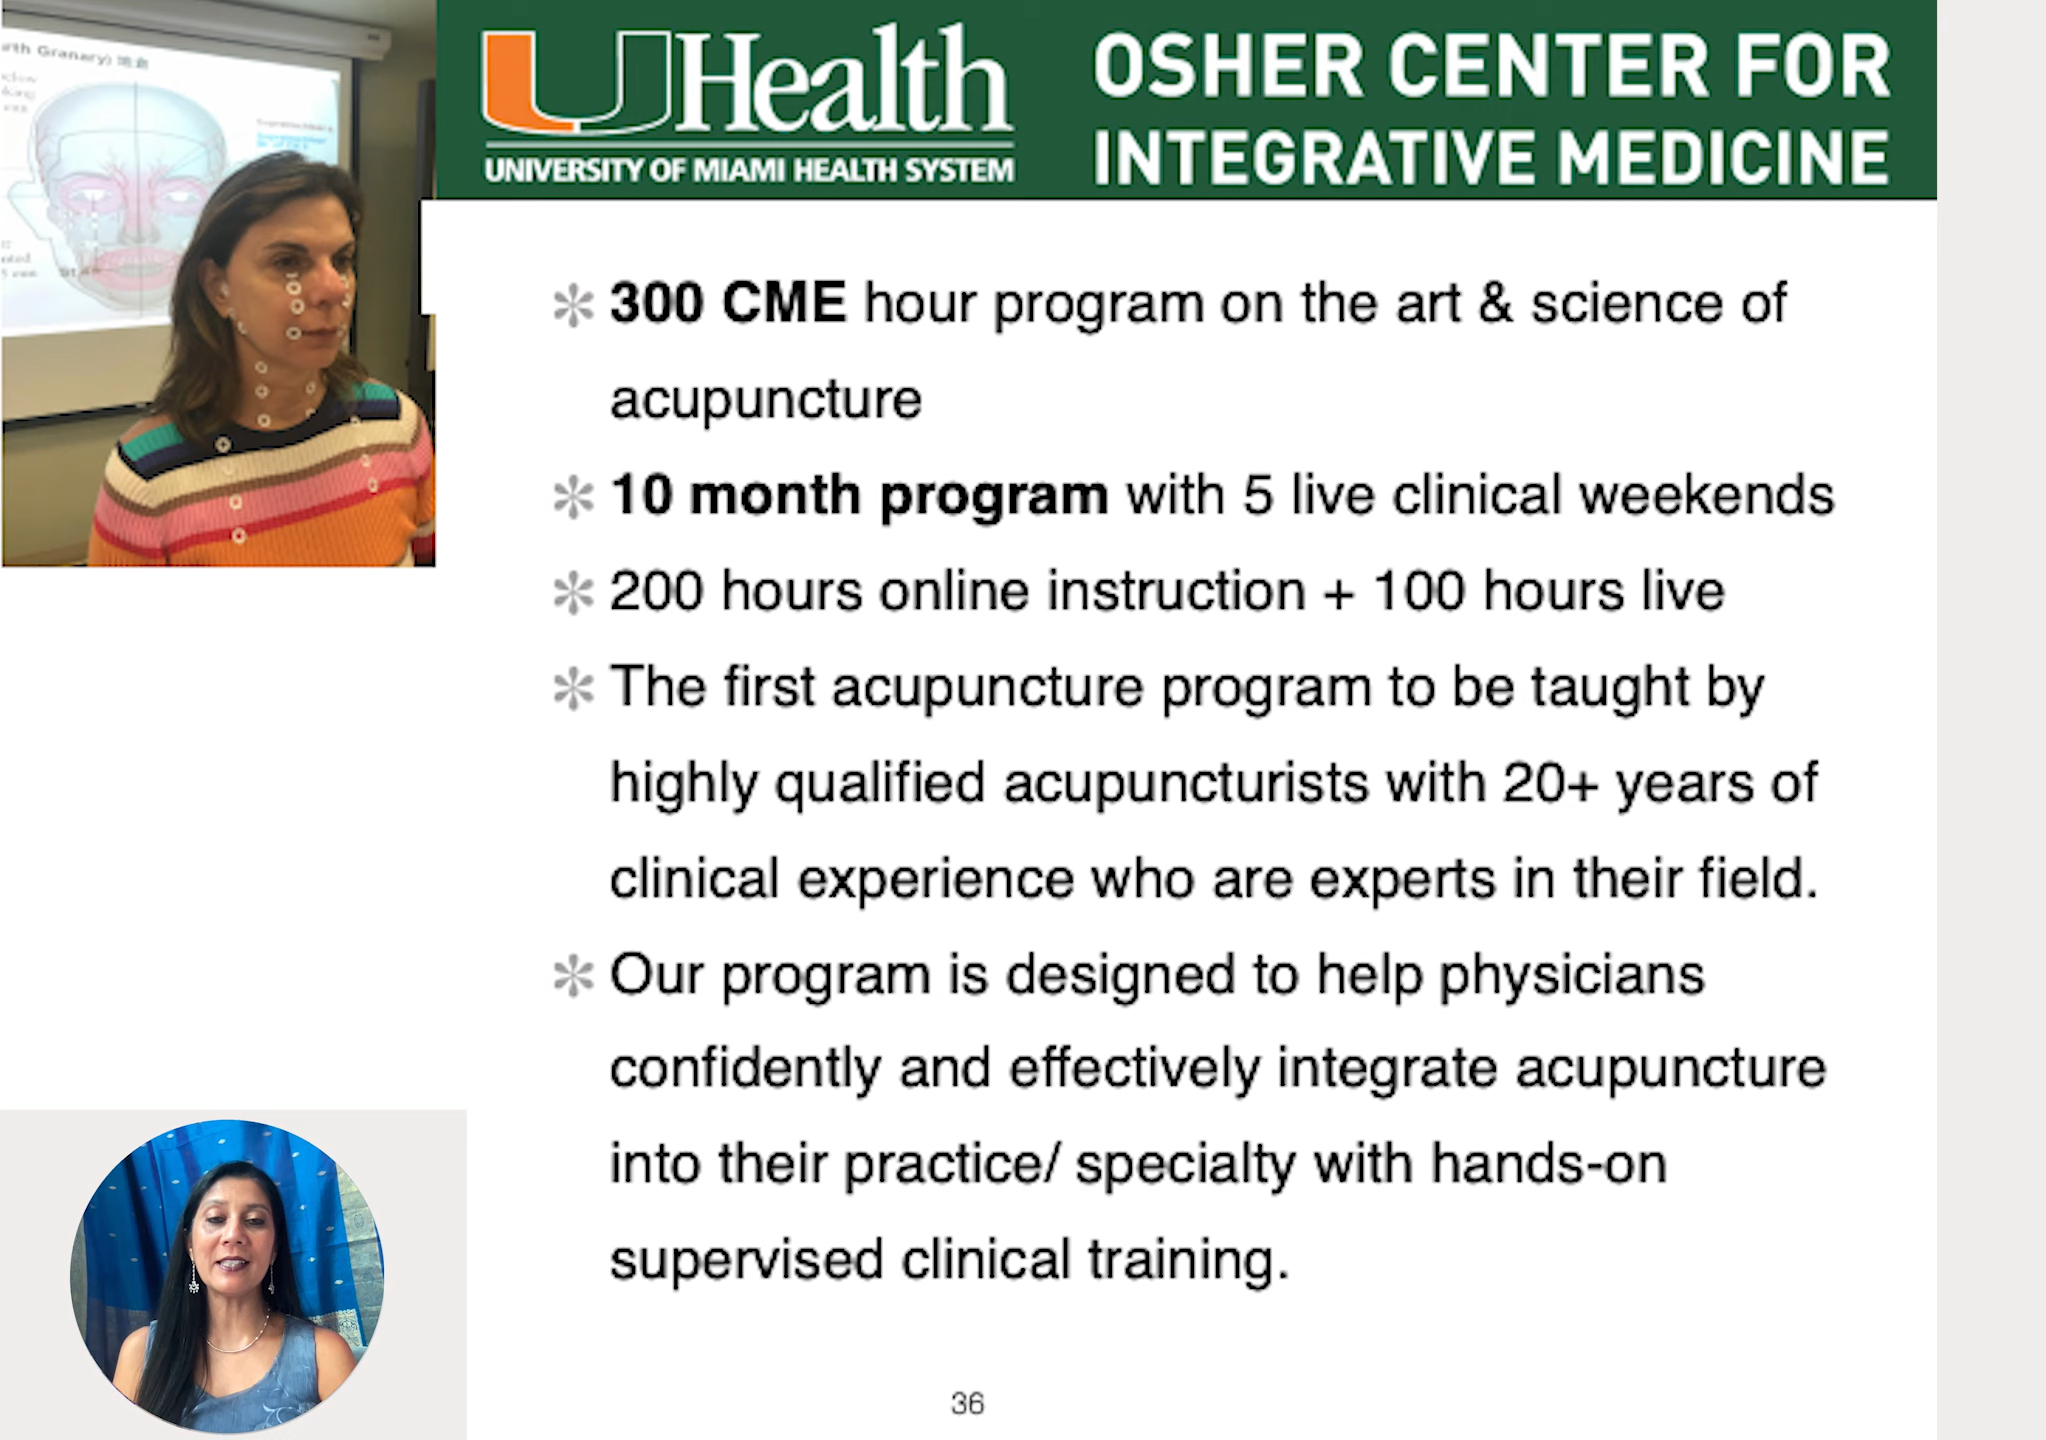 Granary) 地倉
UHealth
UNIVERSITY OF MIAMI HEALTH SYSTEM
OSHER CENTER FOR
INTEGRATIVE MEDICINE
✻ 300 CME hour program on the art & science of
acupuncture
✻ 10 month program with 5 live clinical weekends
✻ 200 hours online instruction + 100 hours live
✻ The first acupuncture program to be taught by
highly qualified acupuncturists with 20+ years of
clinical experience who are experts in their field.
✻ Our program is designed to help physicians
confidently and effectively integrate acupuncture
into their practice/ specialty with hands-on
supervised clinical training.
36